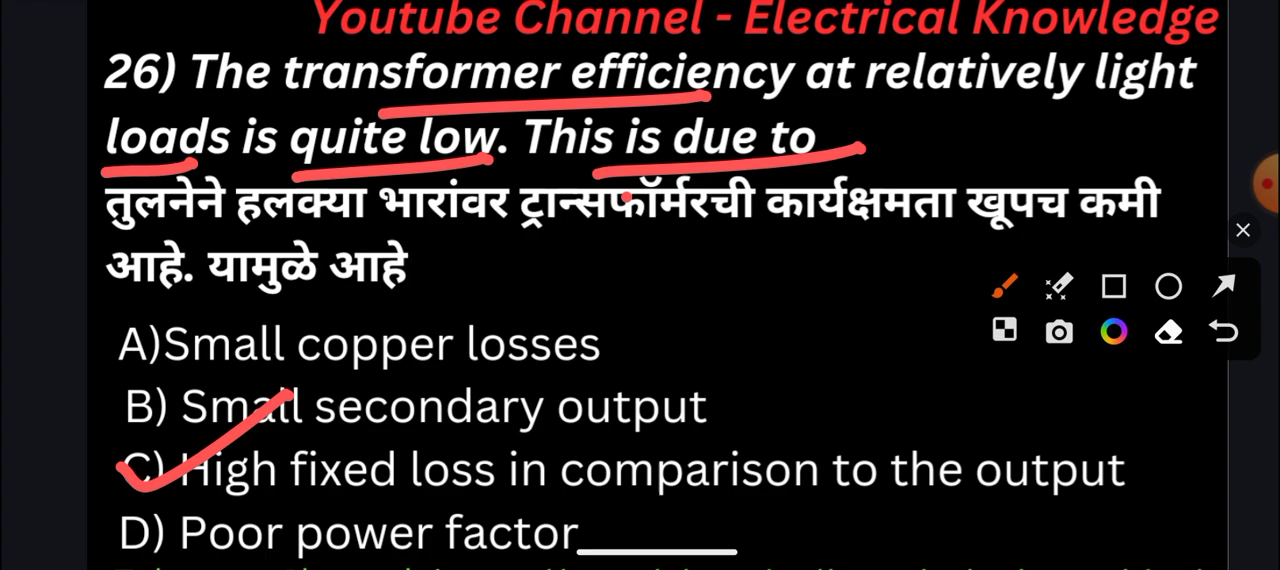 Youtube Channel - Electrical Knowledge
26) The transformer efficiency at relatively light
loads is quite low. This is due to
तुलनेने हलक्या भारांवर ट्रान्सफॉर्मरची कार्यक्षमता खूपच कमी
आहे. यामुळे आहे
A)Small copper losses
B) Small secondary output
C) High fixed loss in comparison to the output
D) Poor power factor